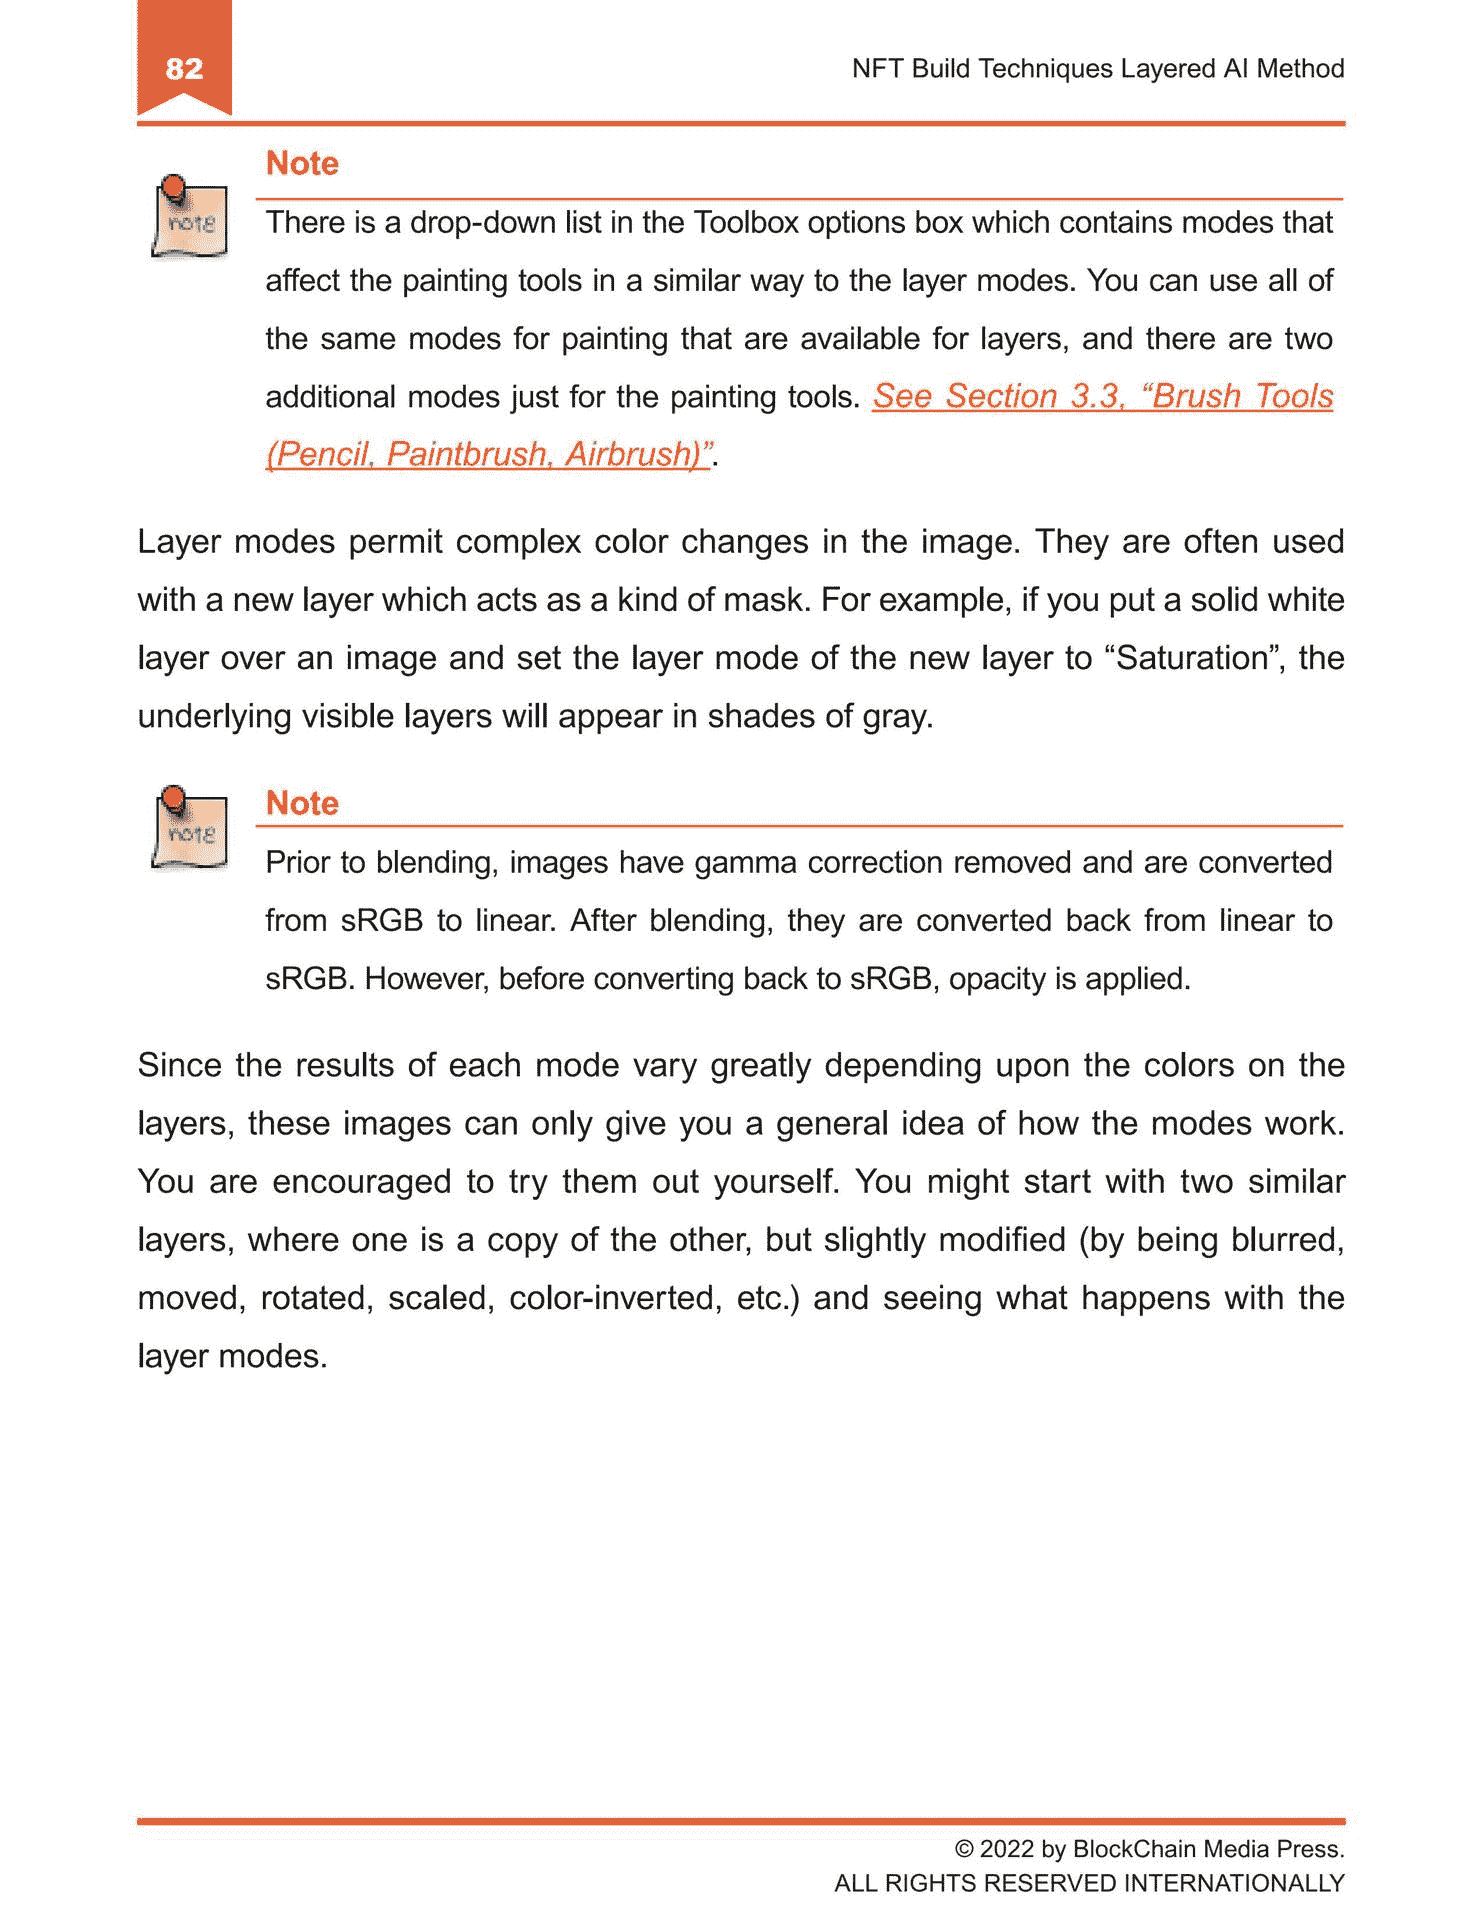 82
NFT Build Techniques Layered AI Method
Note
note
There is a drop-down list in the Toolbox options box which contains modes that
affect the painting tools in a similar way to the layer modes. You can use all of
the same modes for painting that are available for layers, and there are two
additional modes just for the painting tools. See Section 3.3, “Brush Tools
(Pencil, Paintbrush, Airbrush)”.
Layer modes permit complex color changes in the image. They are often used
with a new layer which acts as a kind of mask. For example, if you put a solid white
layer over an image and set the layer mode of the new layer to “Saturation”, the
underlying visible layers will appear in shades of gray.
Note
note
Prior to blending, images have gamma correction removed and are converted
from sRGB to linear. After blending, they are converted back from linear to
sRGB. However, before converting back to sRGB, opacity is applied.
Since the results of each mode vary greatly depending upon the colors on the
layers, these images can only give you a general idea of how the modes work.
You are encouraged to try them out yourself. You might start with two similar
layers, where one is a copy of the other, but slightly modified (by being blurred,
moved, rotated, scaled, color-inverted, etc.) and seeing what happens with the
layer modes.
© 2022 by BlockChain Media Press.
ALL RIGHTS RESERVED INTERNATIONALLY